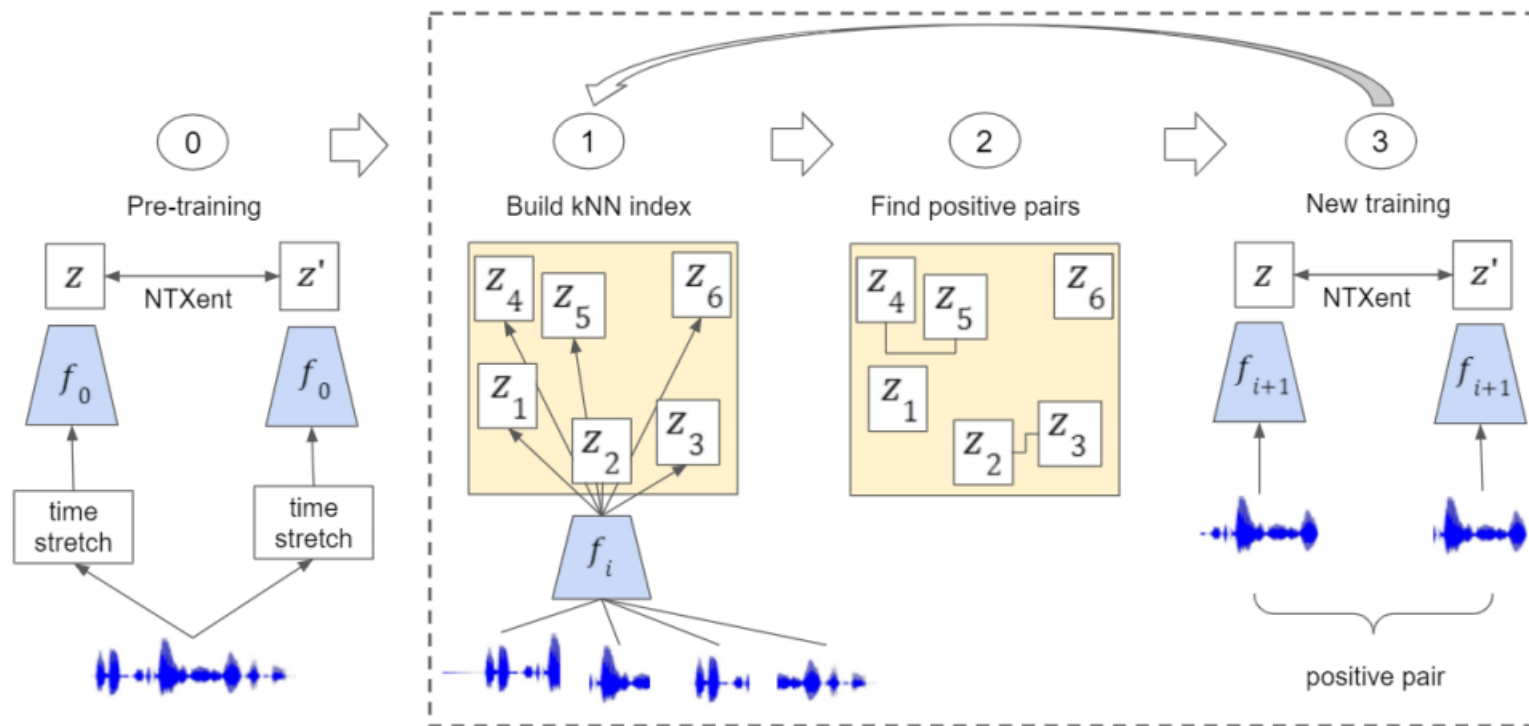 0
Pre-training
z
z'
NTXent
f0
f0
time
stretch
time
stretch
1
Build kNN index
z4
z5
z6
z1
z2
z3
fi
2
Find positive pairs
z4
z5
z6
z1
z2
z3
3
New training
z
z'
NTXent
fi+1
fi+1
positive pair